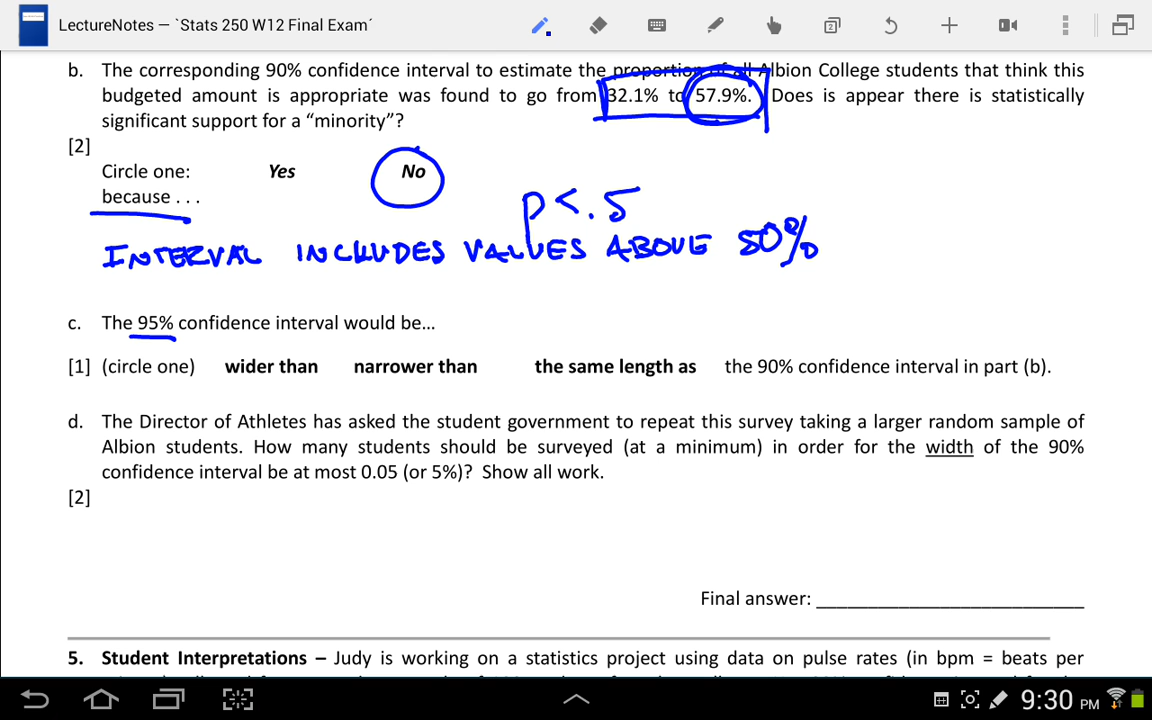 LectureNotes — `Stats 250 W12 Final Exam´
2
b. The corresponding 90% confidence interval to estimate the proportion of all Albion College students that think this
budgeted amount is appropriate was found to go from 32.1% to 57.9%. Does is appear there is statistically
significant support for a “minority”?
[2]
Circle one: Yes No
because . . .
p < .5
INTERVAL INCLUDES VALUES ABOVE 50%
c. The 95% confidence interval would be…
[1] (circle one) wider than narrower than the same length as the 90% confidence interval in part (b).
d. The Director of Athletes has asked the student government to repeat this survey taking a larger random sample of
Albion students. How many students should be surveyed (at a minimum) in order for the width of the 90%
confidence interval be at most 0.05 (or 5%)? Show all work.
[2]
Final answer: ___________________________
5. Student Interpretations – Judy is working on a statistics project using data on pulse rates (in bpm = beats per
9:30 PM